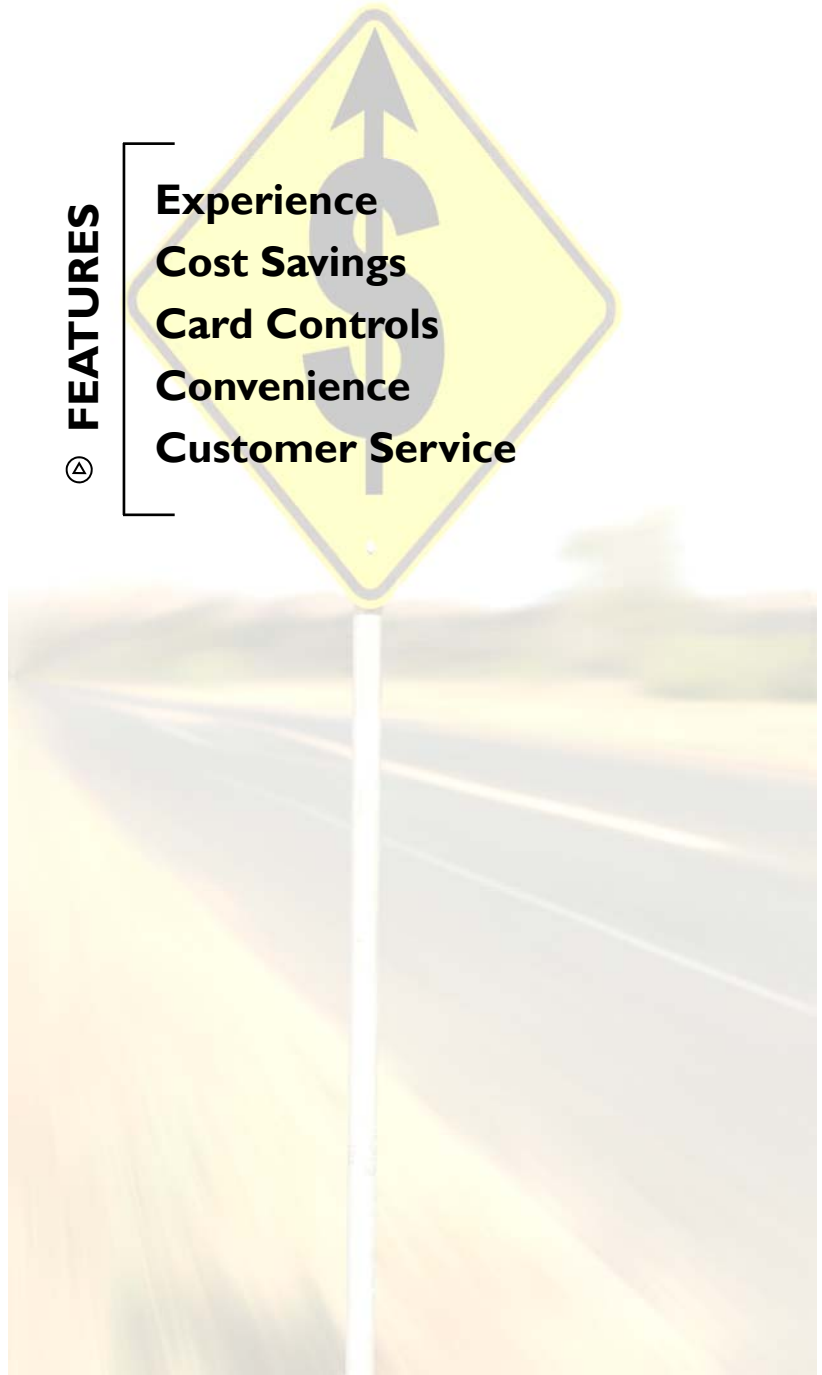 FEATURES
Experience
Cost Savings
Card Controls
Convenience
Customer Service
$